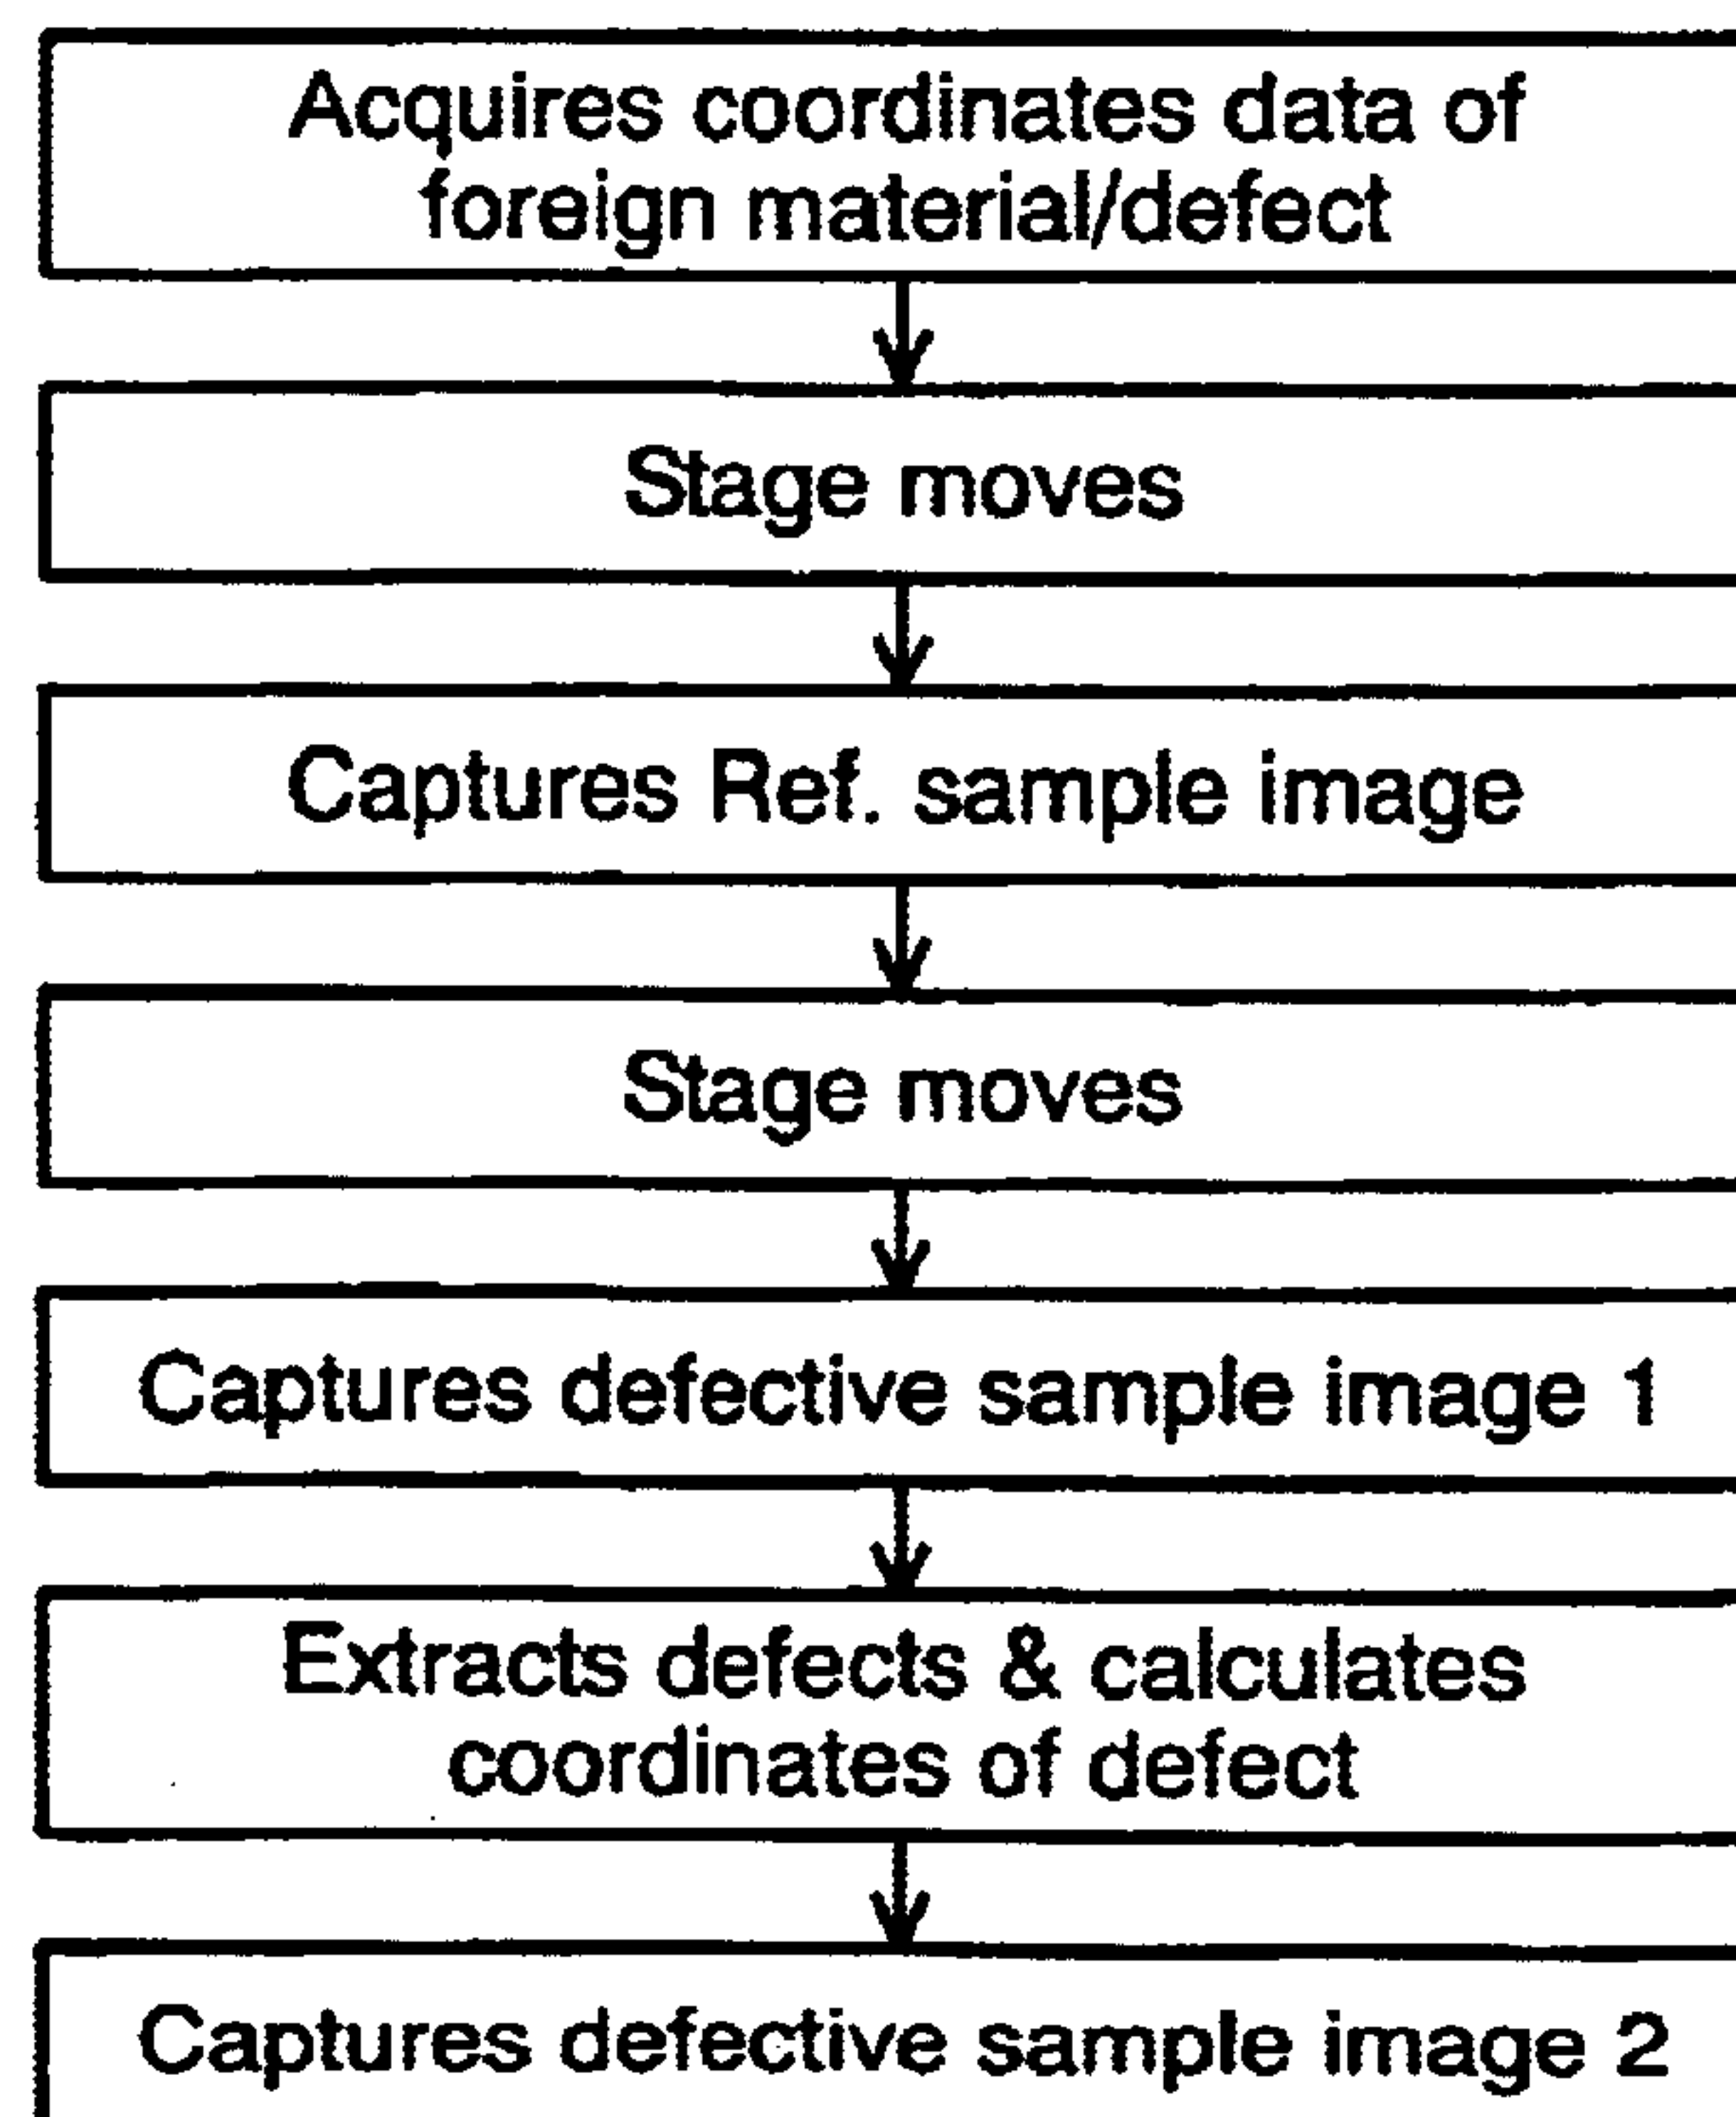 Acquires coordinates data of
foreign material/defect
Stage moves
Captures Ref. sample image
Stage moves
Captures defective sample image 1
Extracts defects & calculates
coordinates of defect
Captures defective sample image 2